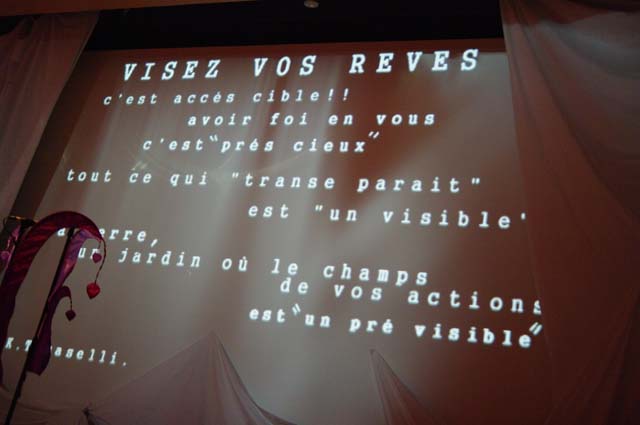 VISEZ VOS REVES
c'est accés cible!!
avoir foi en vous
c'est "prés cieux"
tout ce qui "transe parait"
est "un visible"
jardin où le champs
de vos actions
est "un pré visible"